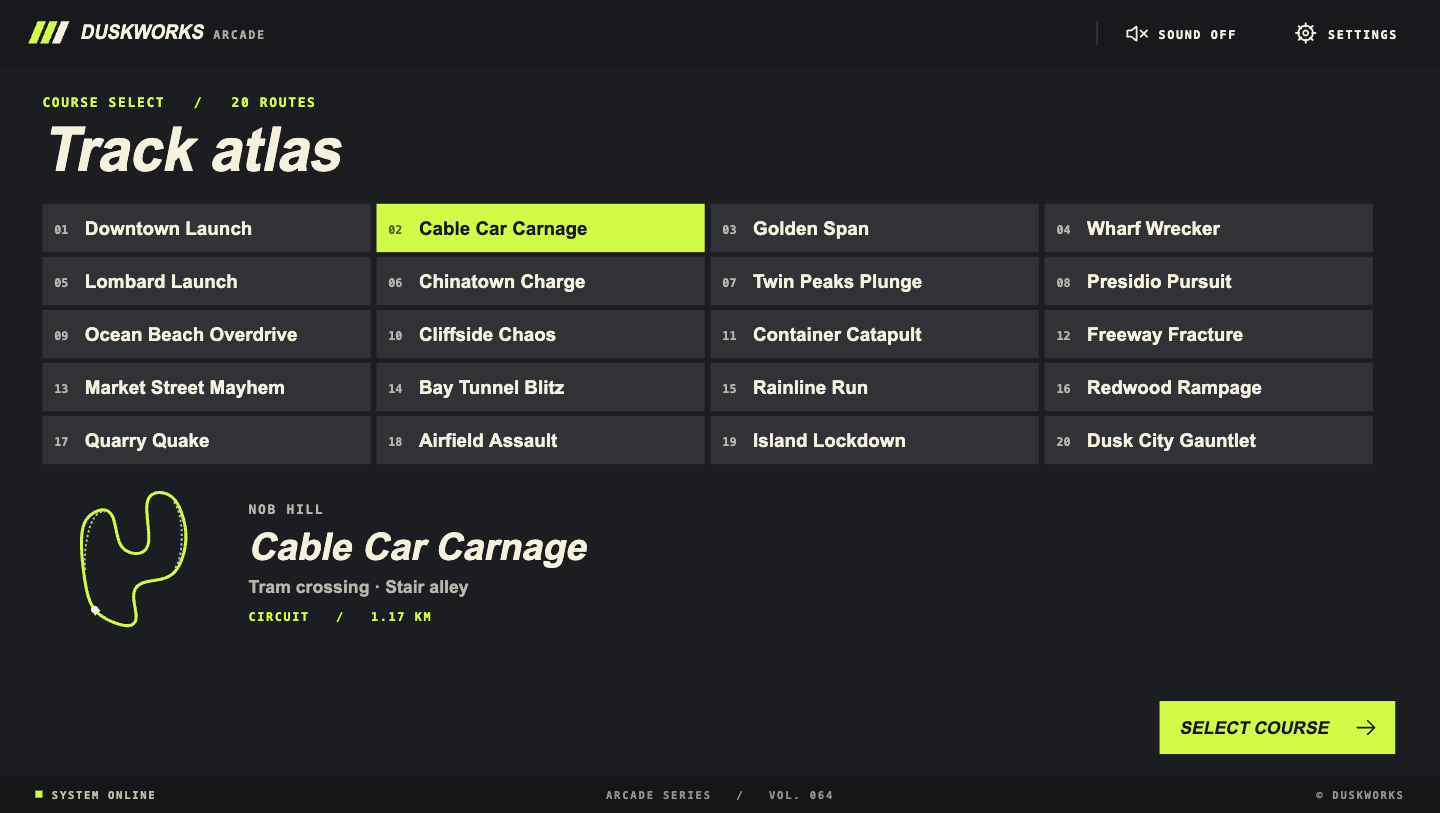 DUSKWORKS ARCADE
SOUND OFF
SETTINGS
COURSE SELECT / 20 ROUTES
Track atlas
01 Downtown Launch
02 Cable Car Carnage
03 Golden Span
04 Wharf Wrecker
05 Lombard Launch
06 Chinatown Charge
07 Twin Peaks Plunge
08 Presidio Pursuit
09 Ocean Beach Overdrive
10 Cliffside Chaos
11 Container Catapult
12 Freeway Fracture
13 Market Street Mayhem
14 Bay Tunnel Blitz
15 Rainline Run
16 Redwood Rampage
17 Quarry Quake
18 Airfield Assault
19 Island Lockdown
20 Dusk City Gauntlet
NOB HILL
Cable Car Carnage
Tram crossing · Stair alley
CIRCUIT / 1.17 KM
SELECT COURSE
SYSTEM ONLINE
ARCADE SERIES / VOL. 064
© DUSKWORKS